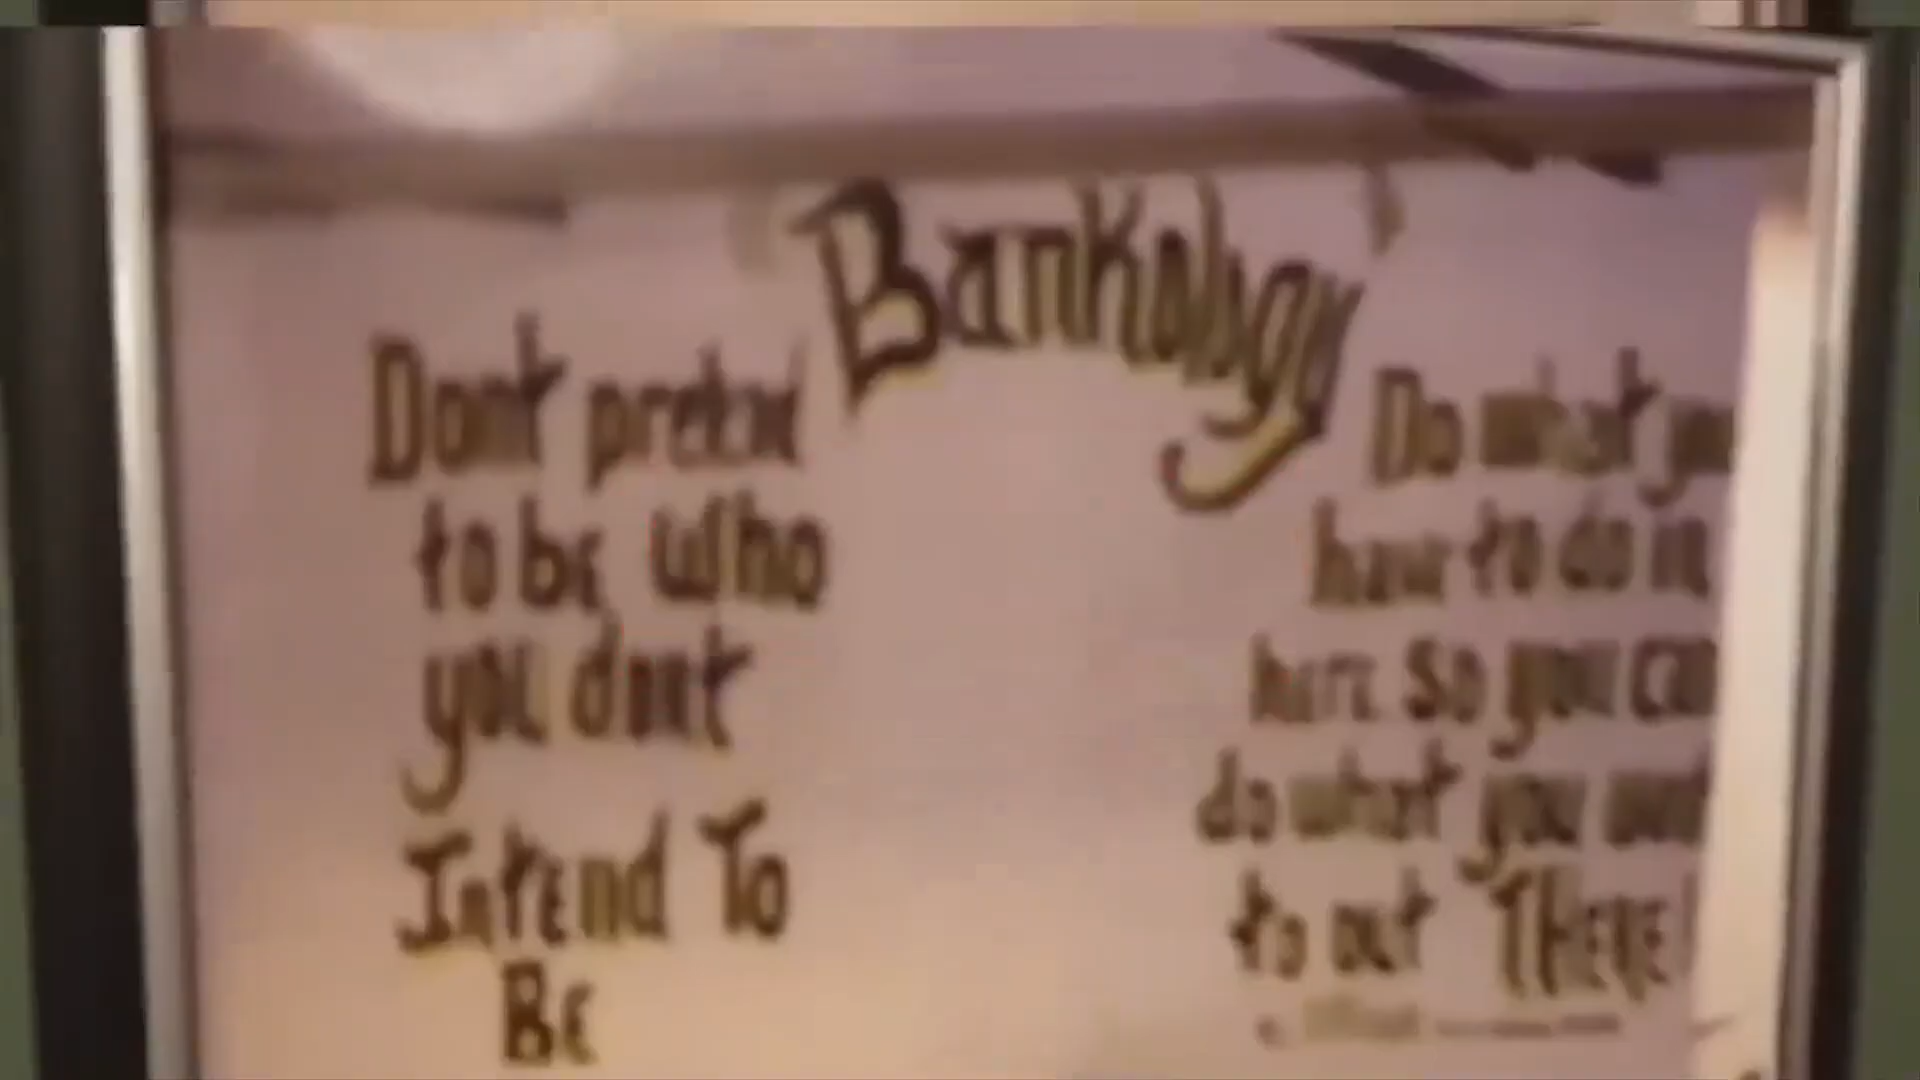 Bankology
Dont pretend
to be who
you dont
Intend To
BE
Do what you
have to do in
here so you can
do what you want
to out THERE!